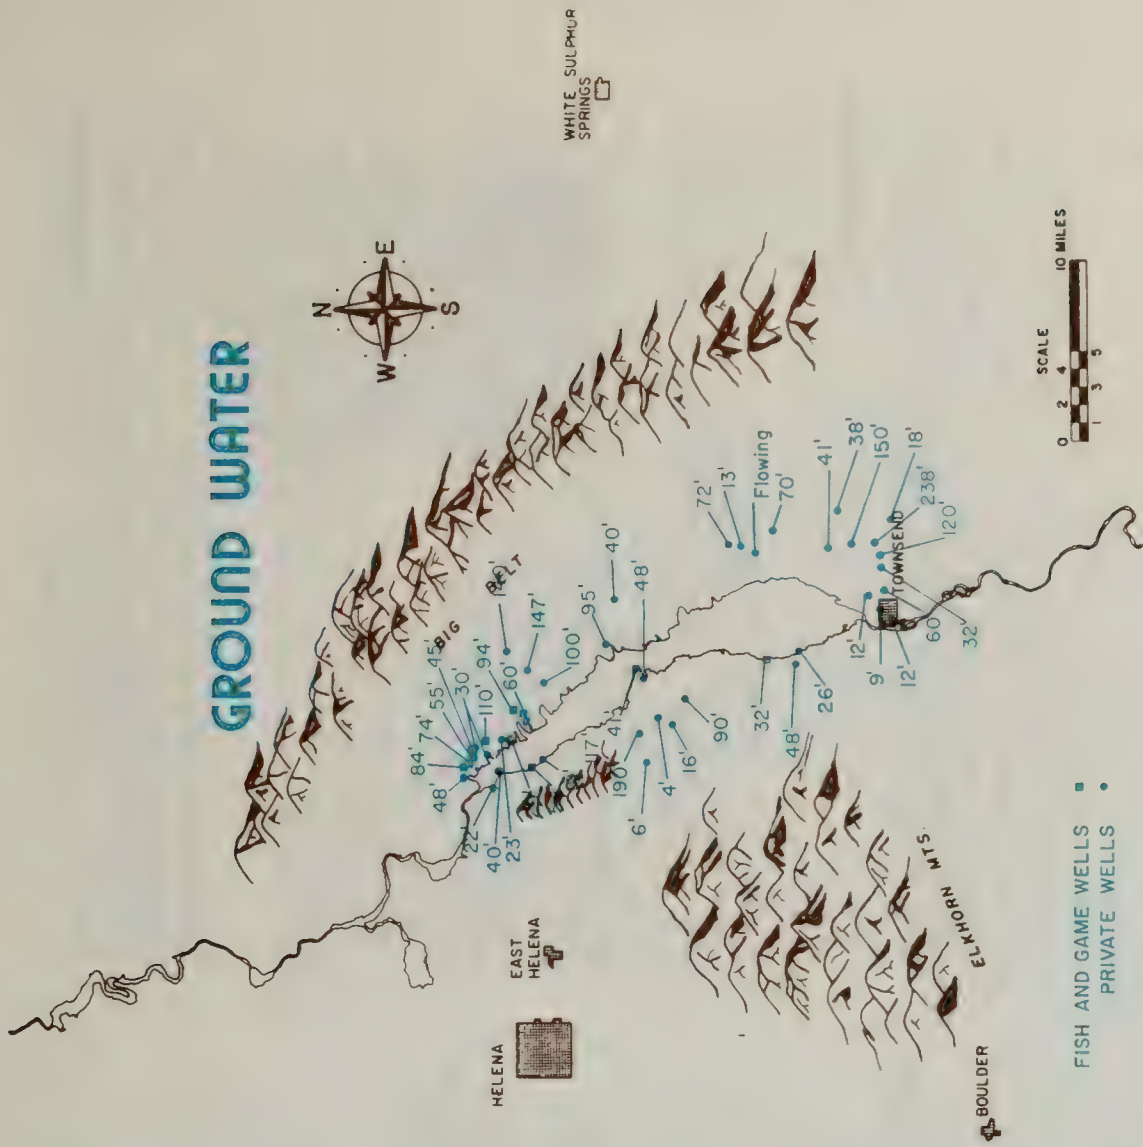 GROUND WATER
WHITE SULPHUR
SPRINGS
N
W
E
S
BIG
BELT
HELENA
EAST
HELENA
84'
74'
55'
45'
30'
110'
94'
60'
147'
100'
48'
22'
40'
23'
17
41'
95'
40'
48'
190'
6'
4'
16'
90'
72'
13'
Flowing
70'
32'
48'
26'
41'
38'
150'
18'
238'
120'
12'
9'
12'
60'
32'
TOWNSEND
ELKHORN MTS.
BOULDER
SCALE
0 2 4 10 MILES
1 3 5
FISH AND GAME WELLS
PRIVATE WELLS